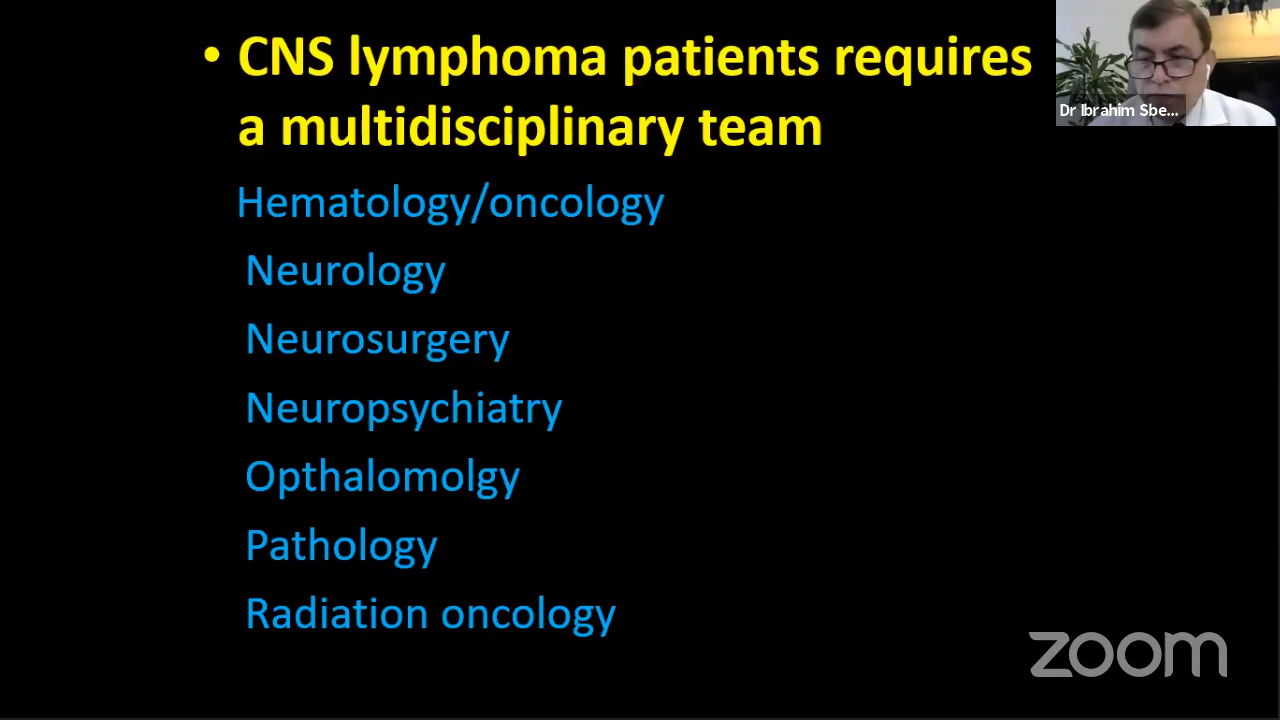 • CNS lymphoma patients requires
a multidisciplinary team
Dr Ibrahim Sbe...
Hematology/oncology
Neurology
Neurosurgery
Neuropsychiatry
Opthalomolgy
Pathology
Radiation oncology
zoom